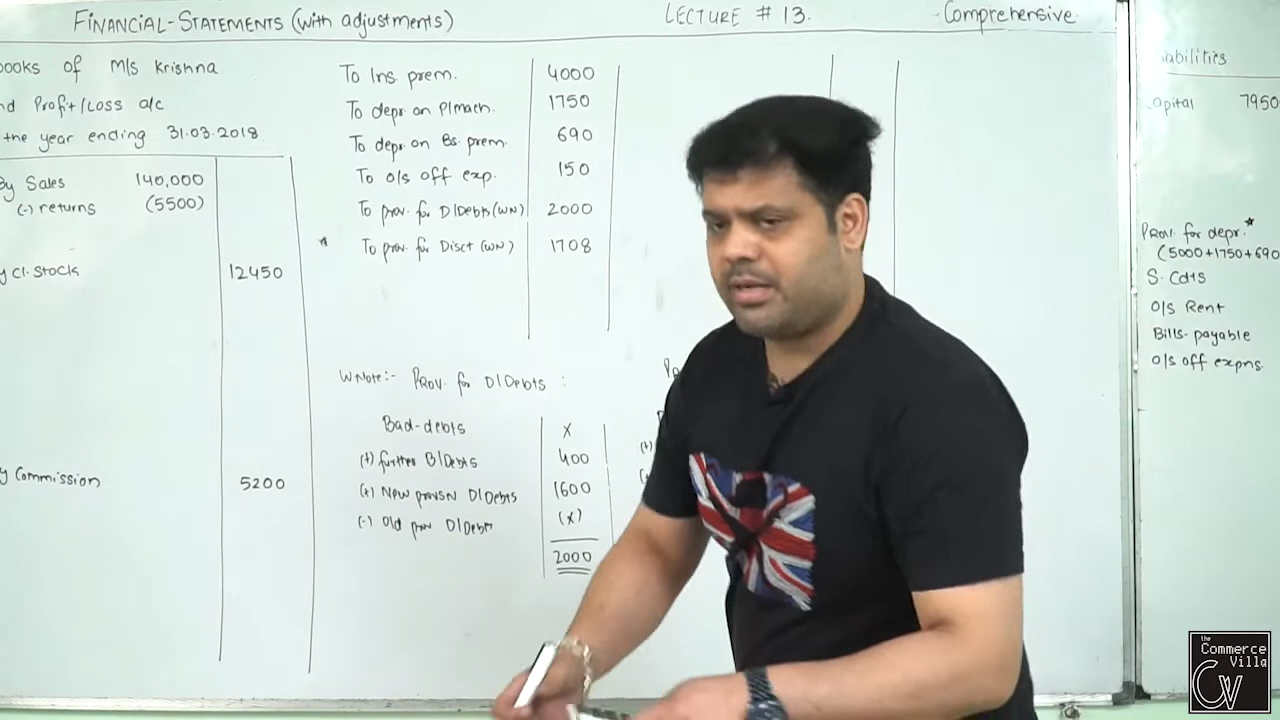 FINANCIAL-STATEMENTS (with adjustments)
LECTURE # 13.
- Comprehensive
books of M/s Krishna
nd Profit/Loss a/c
the year ending 31.03.2018
By Sales 140,000
(-) returns (5500)
y Cl. Stock 12450
y Commission 5200
To Ins. prem. 4000
To depr on P/mach. 1750
To depr. on Bs. prem. 690
To o/s off exp. 150
To prov. for D/Debts (WN) 2000
* To prov. for Disct (WN) 1708
WNote:- Prov. for D/Debts :
Bad-debts X
(+) further B/Debts 400
(+) New provsn D/Debts 1600
(-) Old prov D/Debts (X)
2000
(+)
abilities
apital 7950
Prov. for depr.*
(5000+1750+690
S. Cdts
O/s Rent
Bills-payable
O/s off expns.
the
Commerce
Villa
CV